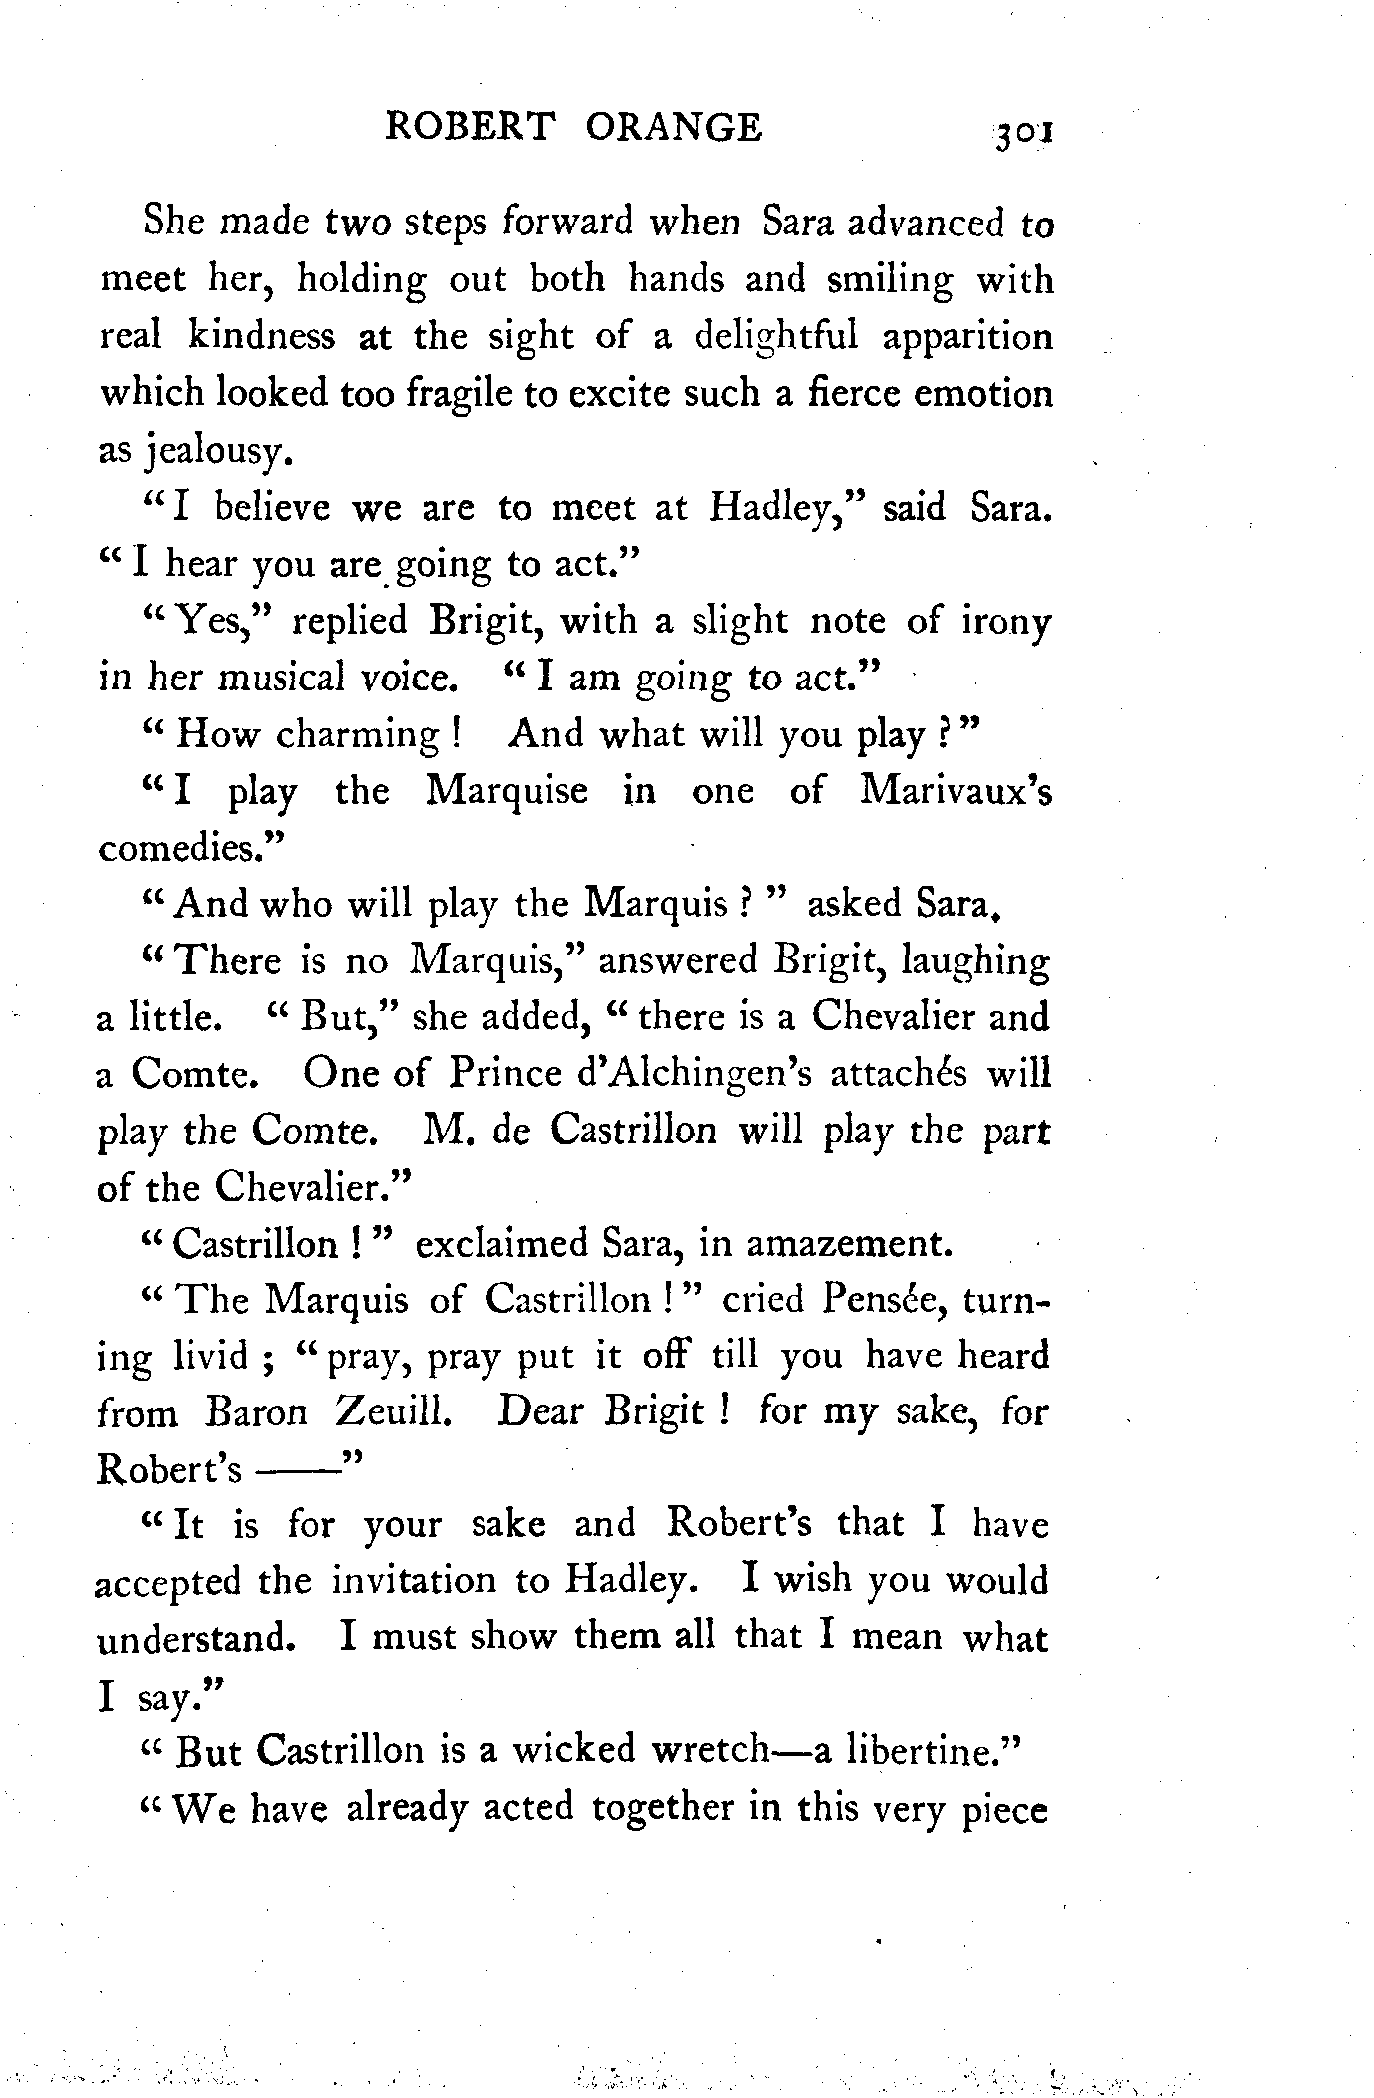 ROBERT ORANGE 301
She made two steps forward when Sara advanced to
meet her, holding out both hands and smiling with
real kindness at the sight of a delightful apparition
which looked too fragile to excite such a fierce emotion
as jealousy.
“I believe we are to meet at Hadley,” said Sara.
“I hear you are going to act.”
“Yes,” replied Brigit, with a slight note of irony
in her musical voice. “I am going to act.”
“How charming! And what will you play?”
“I play the Marquise in one of Marivaux's
comedies.”
“And who will play the Marquis?” asked Sara.
“There is no Marquis,” answered Brigit, laughing
a little. “But,” she added, “there is a Chevalier and
a Comte. One of Prince d'Alchingen's attachés will
play the Comte. M. de Castrillon will play the part
of the Chevalier.”
“Castrillon!” exclaimed Sara, in amazement.
“The Marquis of Castrillon!” cried Pensée, turn-
ing livid; “pray, pray put it off till you have heard
from Baron Zeuill. Dear Brigit! for my sake, for
Robert's ——”
“It is for your sake and Robert's that I have
accepted the invitation to Hadley. I wish you would
understand. I must show them all that I mean what
I say.”
“But Castrillon is a wicked wretch—a libertine.”
“We have already acted together in this very piece